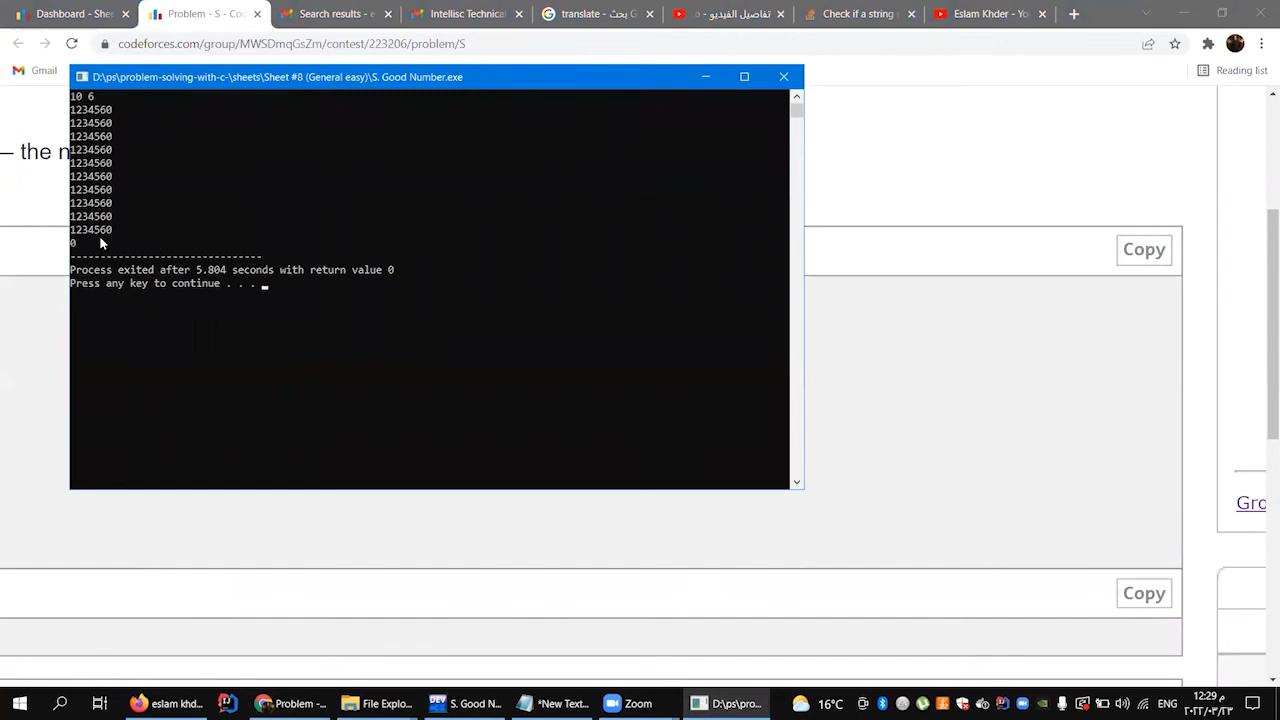 Dashboard - She
Problem - S - Co
Search results - e
Intellisc Technical
translate - بحث G
تفاصيل الفيديو - o
Check if a string
Eslam Khder - Yo
codeforces.com/group/MWSDmqGsZm/contest/223206/problem/S
Gmail
Reading list
D:\ps\problem-solving-with-c-\sheets\Sheet #8 (General easy)\S. Good Number.exe
10 6
1234560
1234560
1234560
1234560
1234560
1234560
1234560
1234560
1234560
1234560
0
--------------------------------
Process exited after 5.804 seconds with return value 0
Press any key to continue . . .
— the n
Copy
Gro
Copy
eslam khd...
Problem -...
File Explo...
S. Good N...
*New Text...
Zoom
D:\ps\pro...
16°C
12:29 م